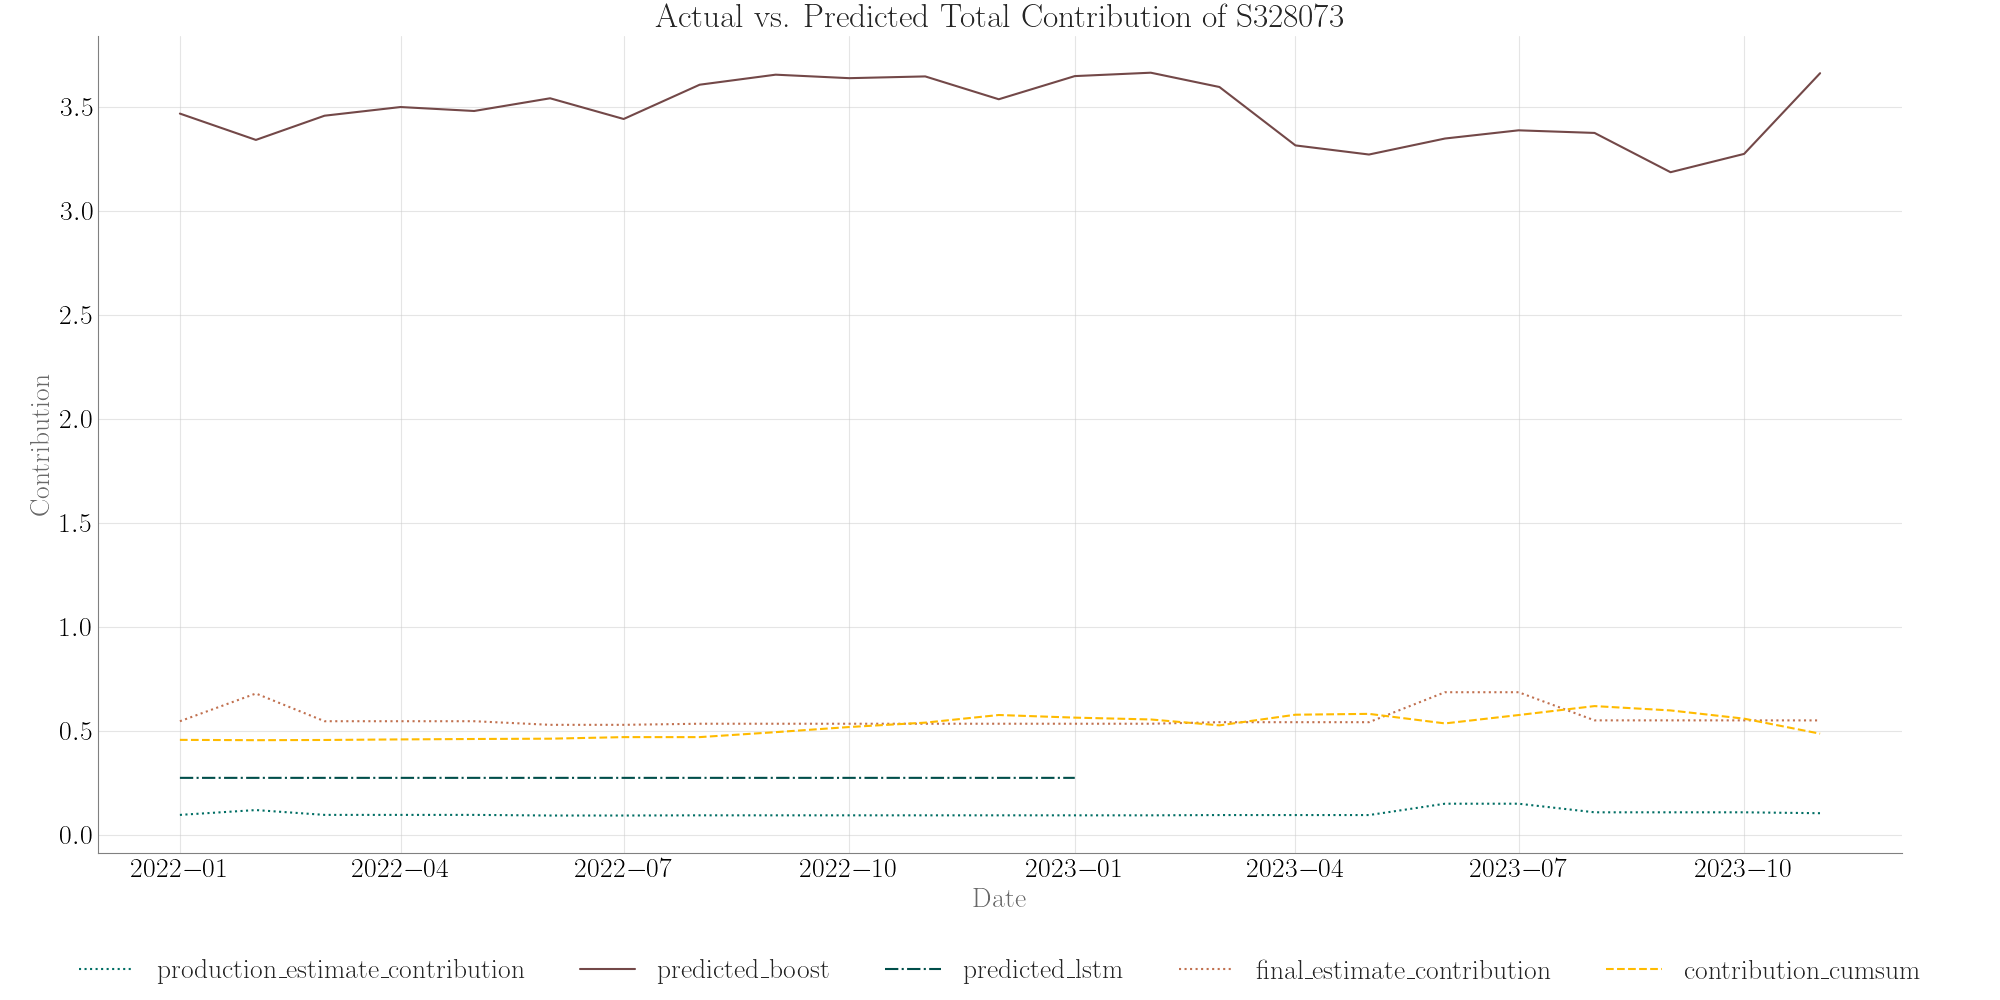 Actual vs. Predicted Total Contribution of S328073
Contribution
3.5
3.0
2.5
2.0
1.5
1.0
0.5
0.0
2022−01 2022−04 2022−07 2022−10 2023−01 2023−04 2023−07 2023−10
Date
production_estimate_contribution predicted_boost predicted_lstm final_estimate_contribution contribution_cumsum